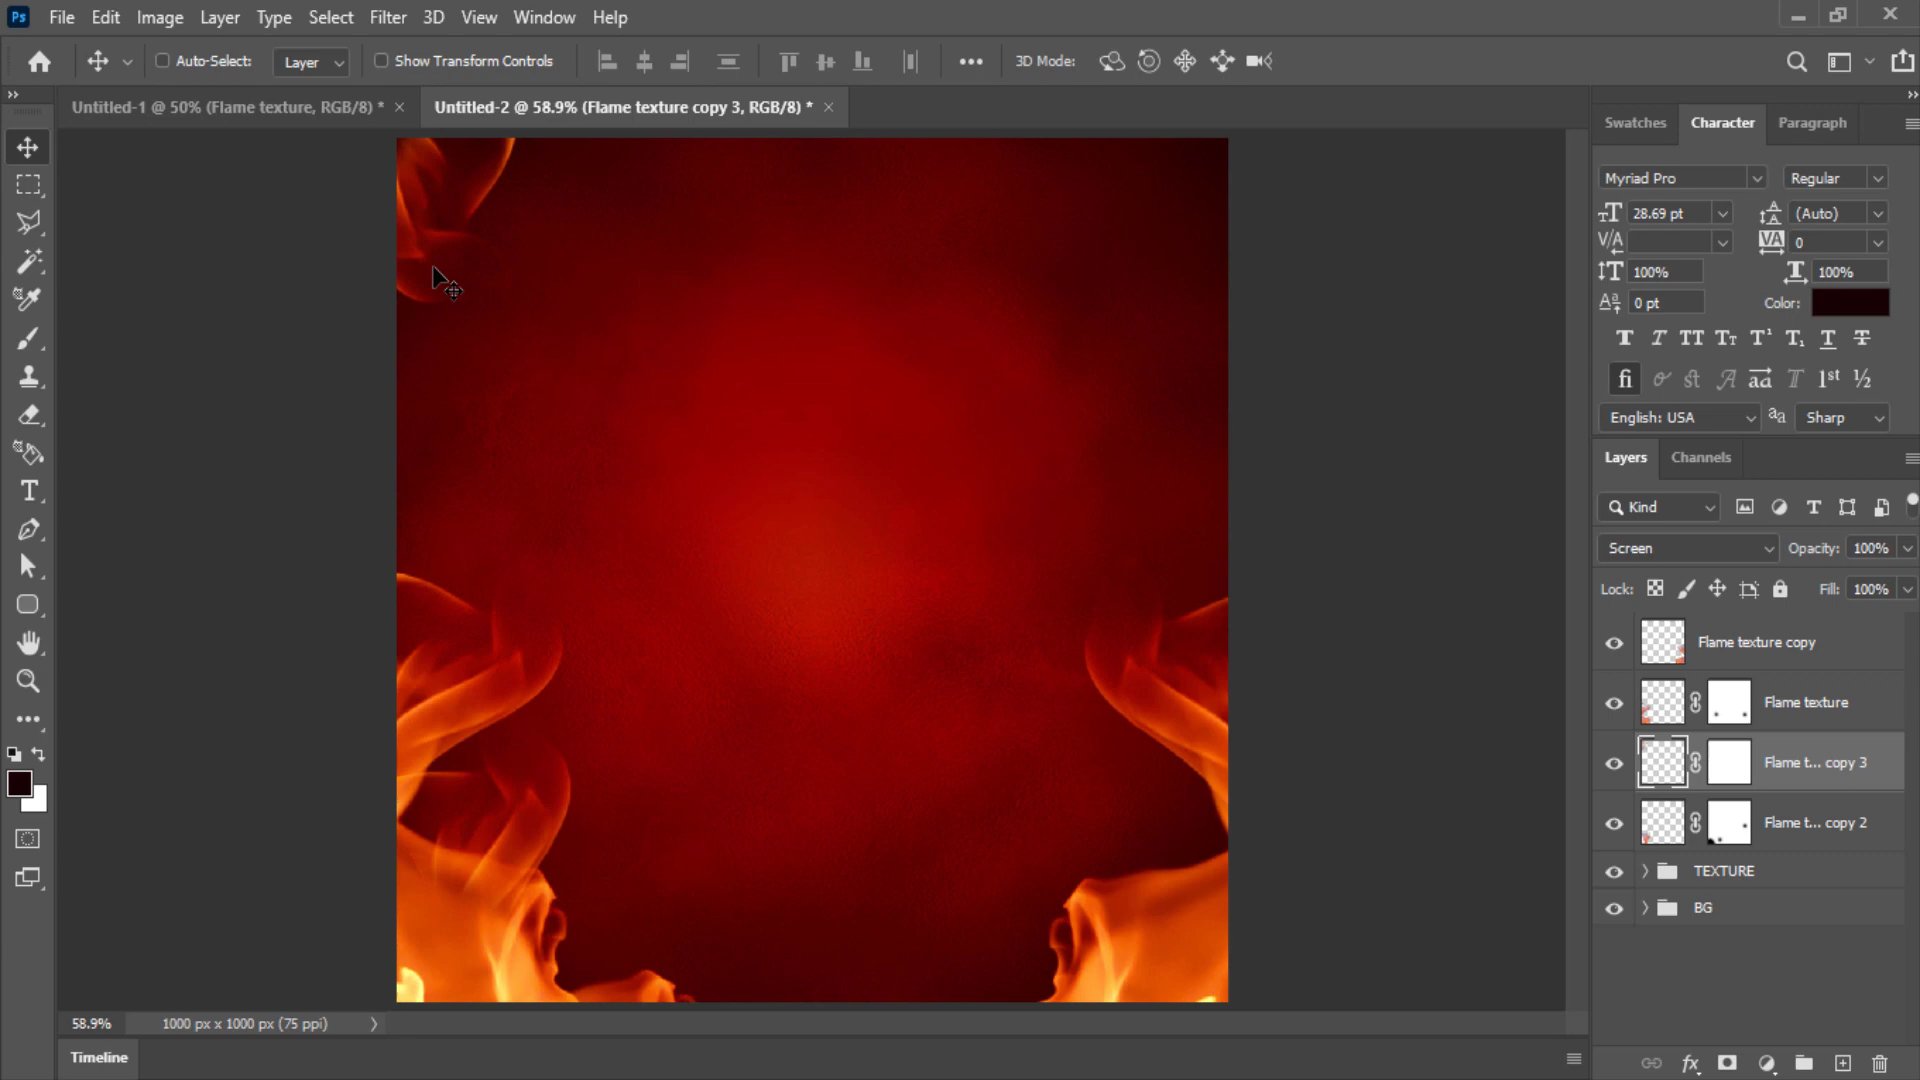 Ps File Edit Image Layer Type Select Filter 3D View Window Help
Auto-Select: Layer Show Transform Controls 3D Mode:
Untitled-1 @ 50% (Flame texture, RGB/8) * × Untitled-2 @ 58.9% (Flame texture copy 3, RGB/8) * ×
Swatches Character Paragraph
Myriad Pro Regular
28.69 pt (Auto)
0
100% 100%
0 pt Color:
English: USA Sharp
Layers Channels
Kind
Screen Opacity: 100%
Lock: Fill: 100%
Flame texture copy
Flame texture
Flame t... copy 3
Flame t... copy 2
TEXTURE
BG
58.9% 1000 px x 1000 px (75 ppi)
Timeline